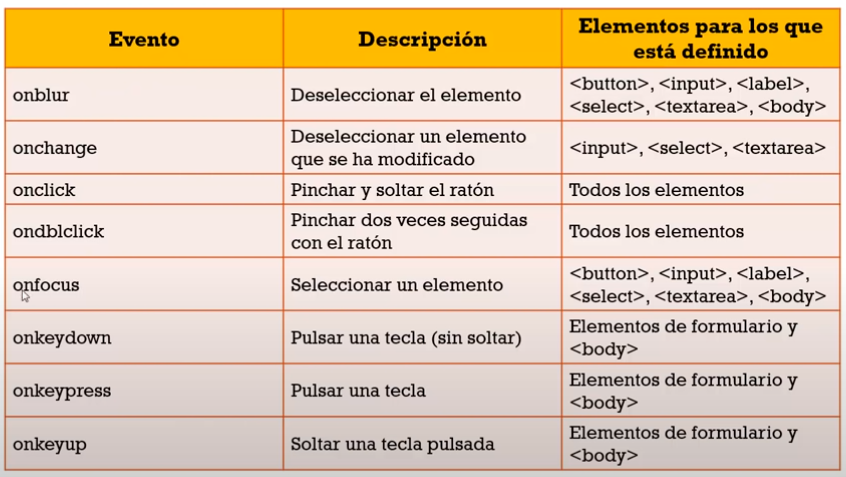 Evento
Descripción
Elementos para los que
está definido
onblur
Deseleccionar el elemento
<button>, <input>, <label>,
<select>, <textarea>, <body>
onchange
Deseleccionar un elemento
que se ha modificado
<input>, <select>, <textarea>
onclick
Pinchar y soltar el ratón
Todos los elementos
ondblclick
Pinchar dos veces seguidas
con el ratón
Todos los elementos
onfocus
Seleccionar un elemento
<button>, <input>, <label>,
<select>, <textarea>, <body>
onkeydown
Pulsar una tecla (sin soltar)
Elementos de formulario y
<body>
onkeypress
Pulsar una tecla
Elementos de formulario y
<body>
onkeyup
Soltar una tecla pulsada
Elementos de formulario y
<body>